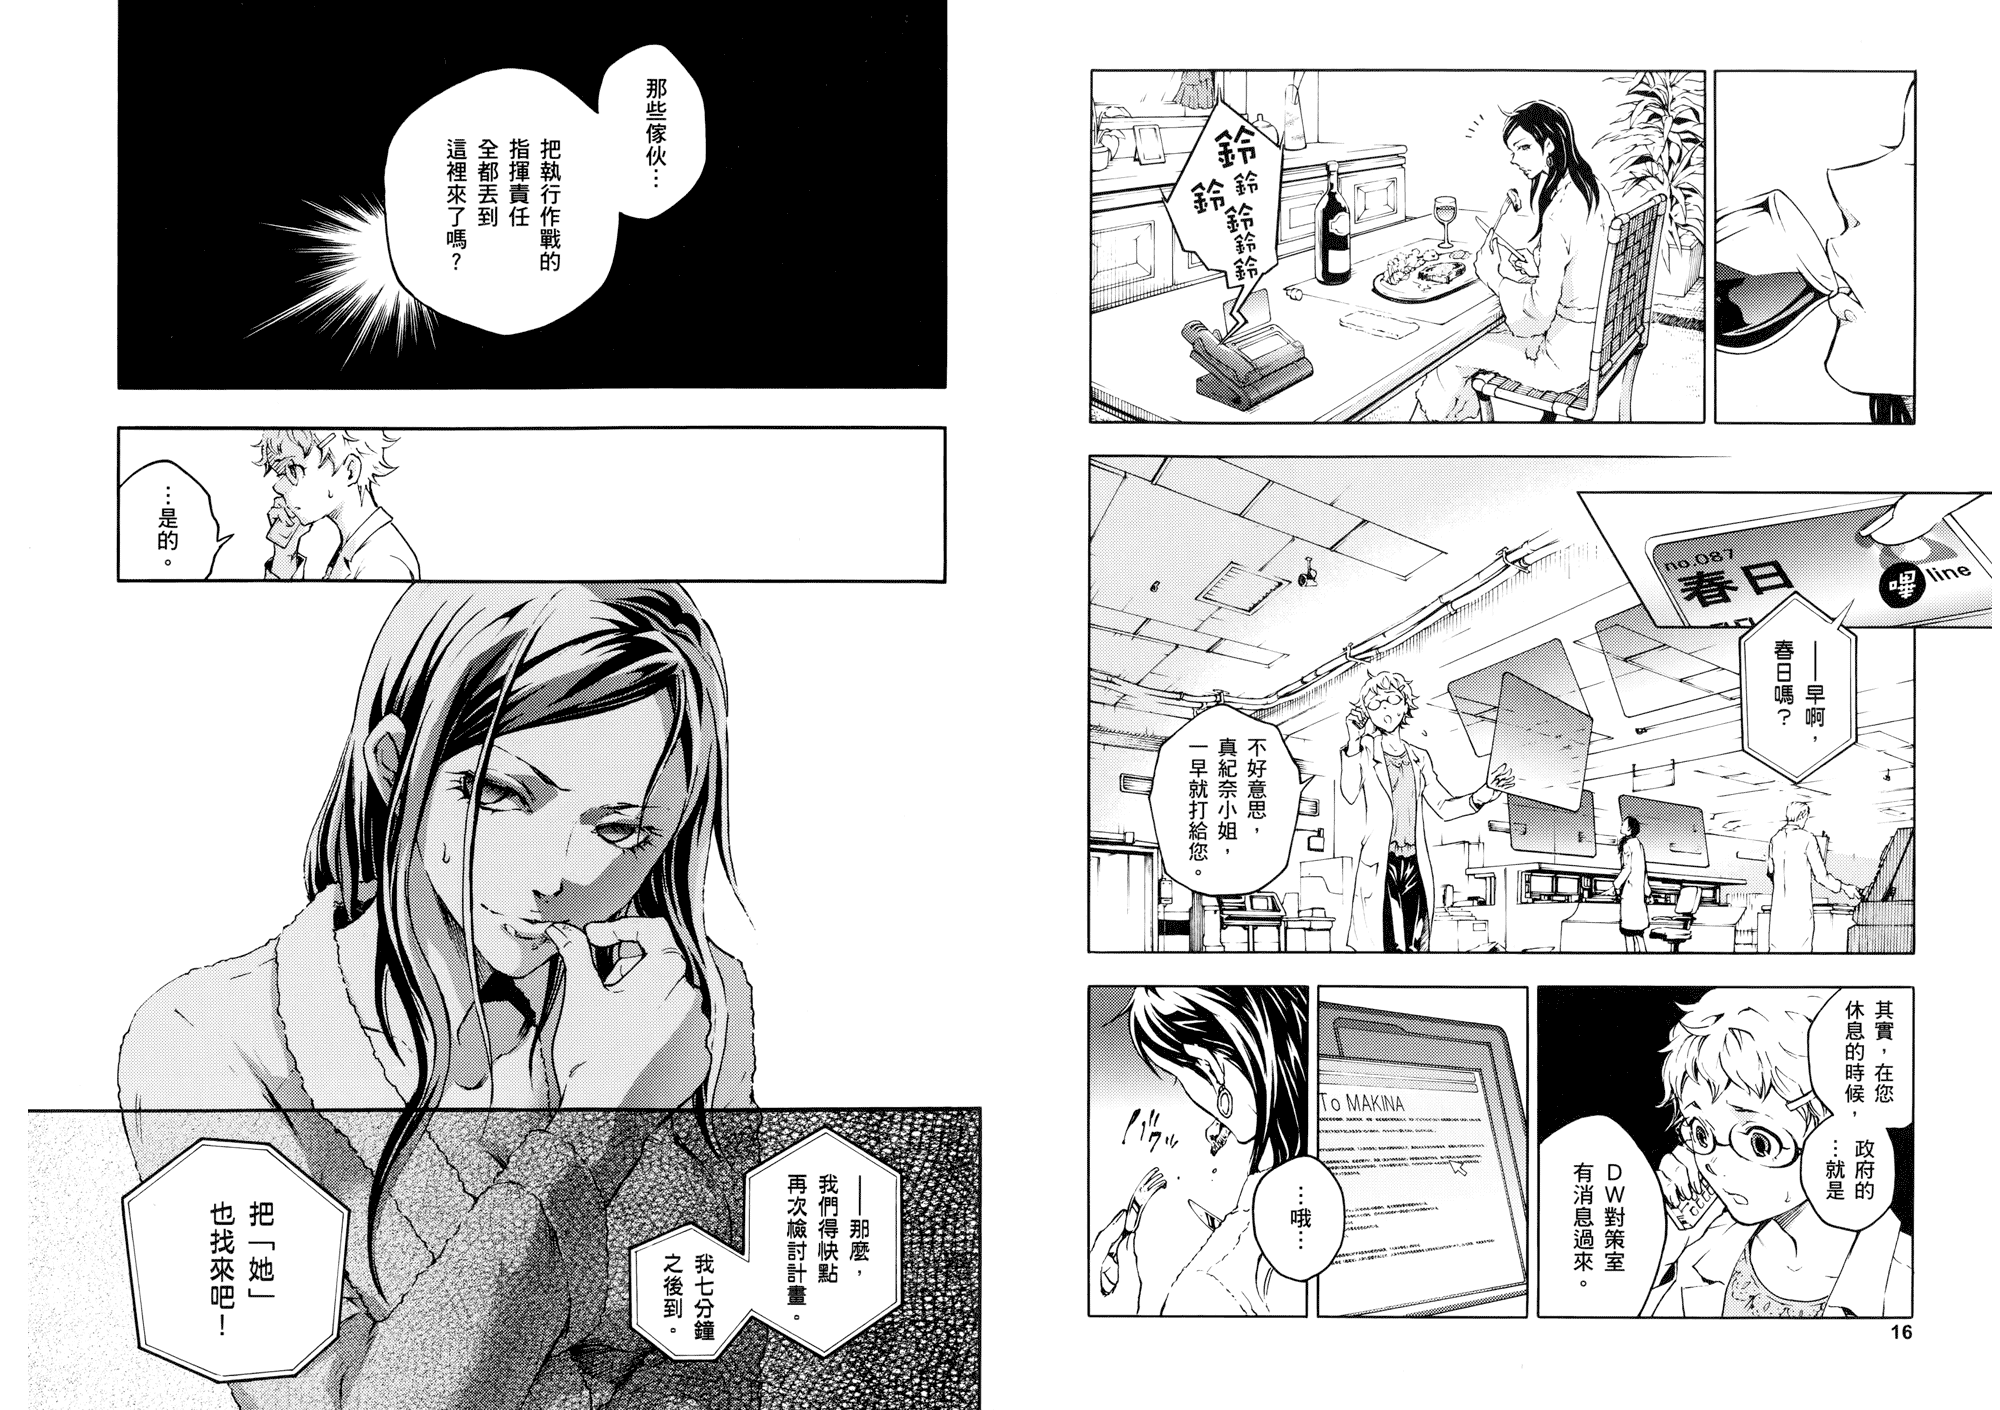 鈴
鈴
鈴
鈴
鈴
鈴
no.087
春日
嗶
line
──早啊，
春日嗎？
不好意思，
真紀奈小姐，
一早就打給您。
其實，在您
休息的時候，
政府的
…就是
DW對策室
有消息過來。
To MAKINA
…哦…
16
那些傢伙…
把執行作戰的
指揮責任
全都丟到
這裡來了嗎？
…是的。
──那麼，
我們得快點
再次檢討計畫。
我七分鐘
之後到。
把「她」
也找來吧！